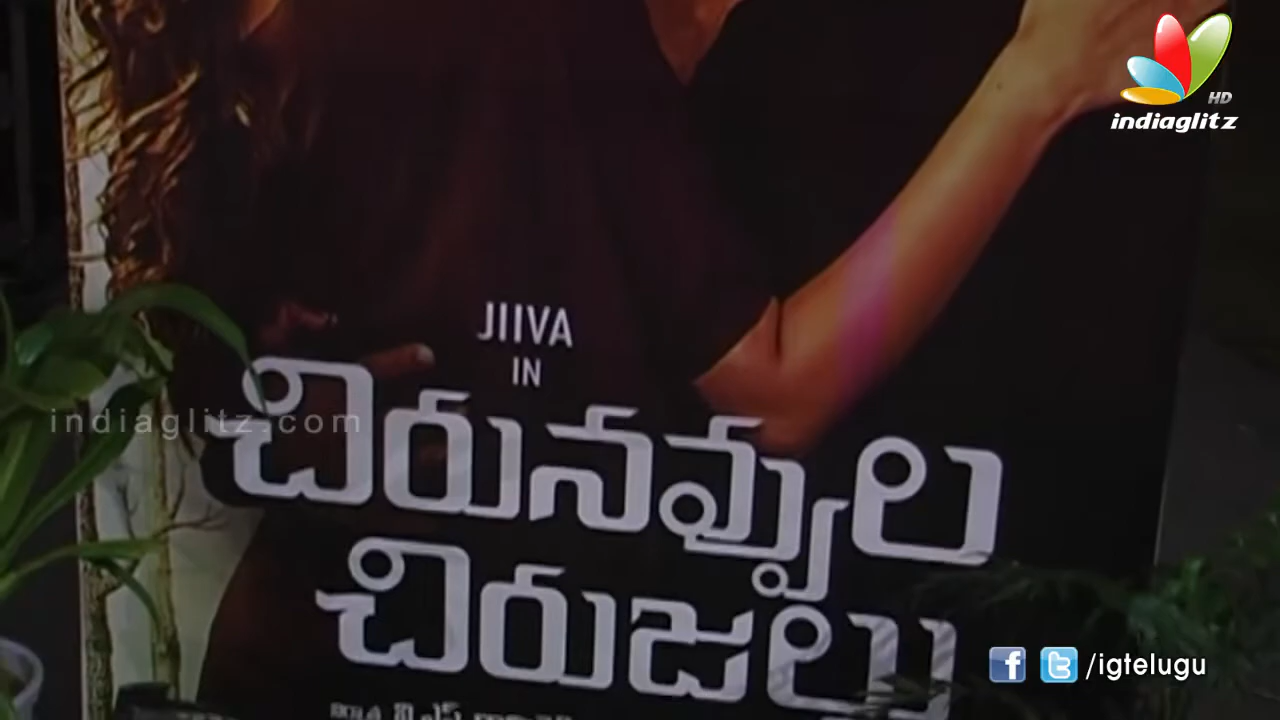 HD
indiaglitz
JIIVA
IN
చిరునవ్వుల
indiaglitz.com
చిరుజల్లు
/igtelugu